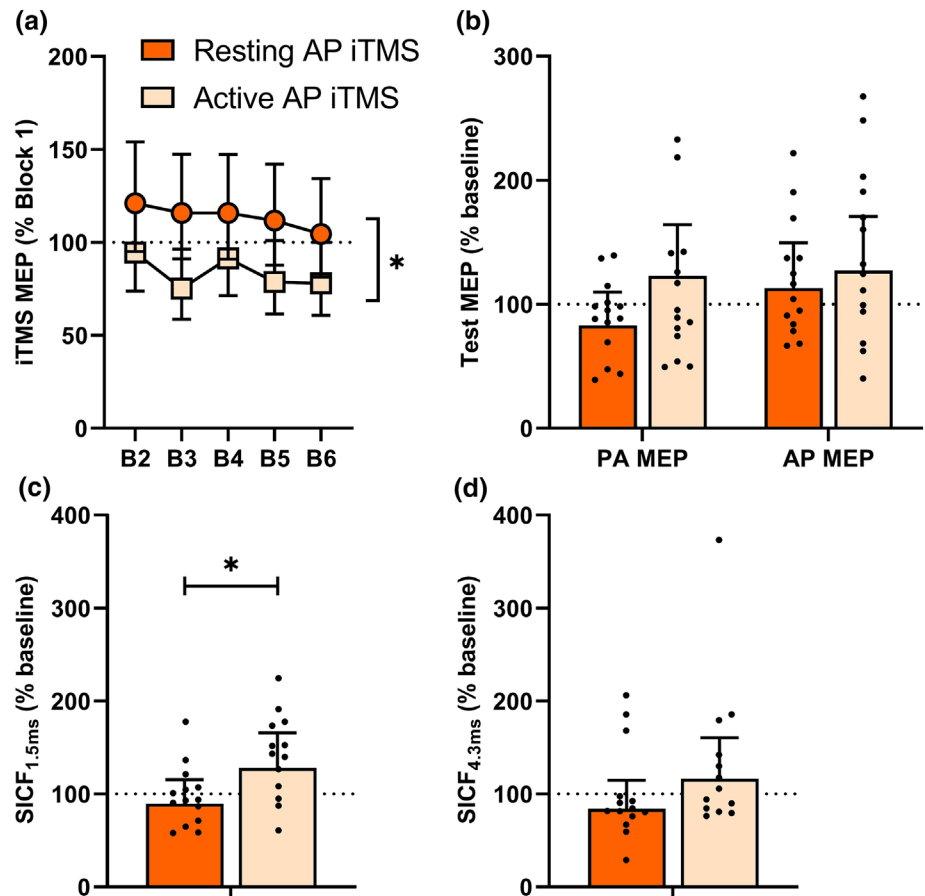 (a)
Resting AP iTMS
Active AP iTMS
iTMS MEP (% Block 1)
200
150
100
50
0
*
B2 B3 B4 B5 B6
(b)
Test MEP (% baseline)
300
200
100
0
PA MEP AP MEP
(c)
SICF1.5ms (% baseline)
400
300
200
100
0
*
(d)
SICF4.3ms (% baseline)
400
300
200
100
0